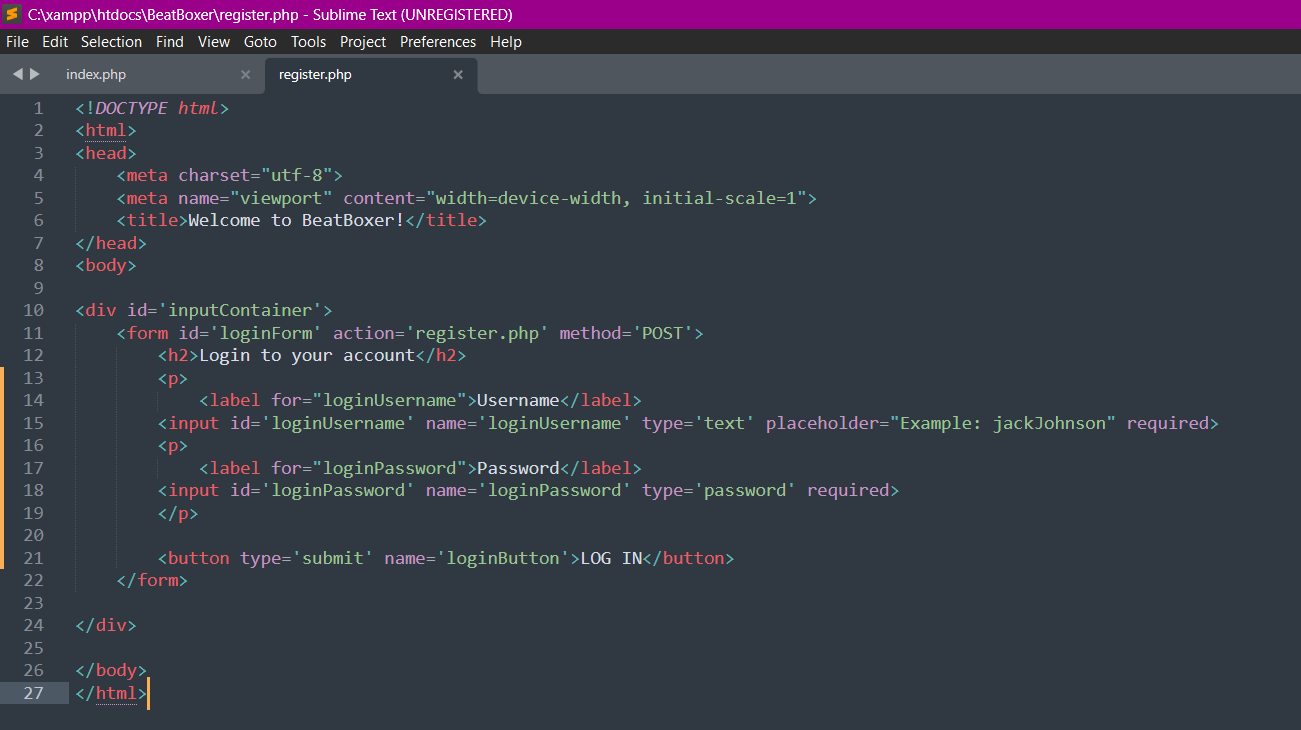 C:\xampp\htdocs\BeatBoxer\register.php - Sublime Text (UNREGISTERED)
File Edit Selection Find View Goto Tools Project Preferences Help
index.php × register.php ×
1 <!DOCTYPE html>
2 <html>
3 <head>
4     <meta charset="utf-8">
5     <meta name="viewport" content="width=device-width, initial-scale=1">
6     <title>Welcome to BeatBoxer!</title>
7 </head>
8 <body>
9
10 <div id='inputContainer'>
11     <form id='loginForm' action='register.php' method='POST'>
12         <h2>Login to your account</h2>
13         <p>
14             <label for="loginUsername">Username</label>
15         <input id='loginUsername' name='loginUsername' type='text' placeholder="Example: jackJohnson" required>
16         <p>
17             <label for="loginPassword">Password</label>
18         <input id='loginPassword' name='loginPassword' type='password' required>
19         </p>
20
21         <button type='submit' name='loginButton'>LOG IN</button>
22     </form>
23
24 </div>
25
26 </body>
27 </html>